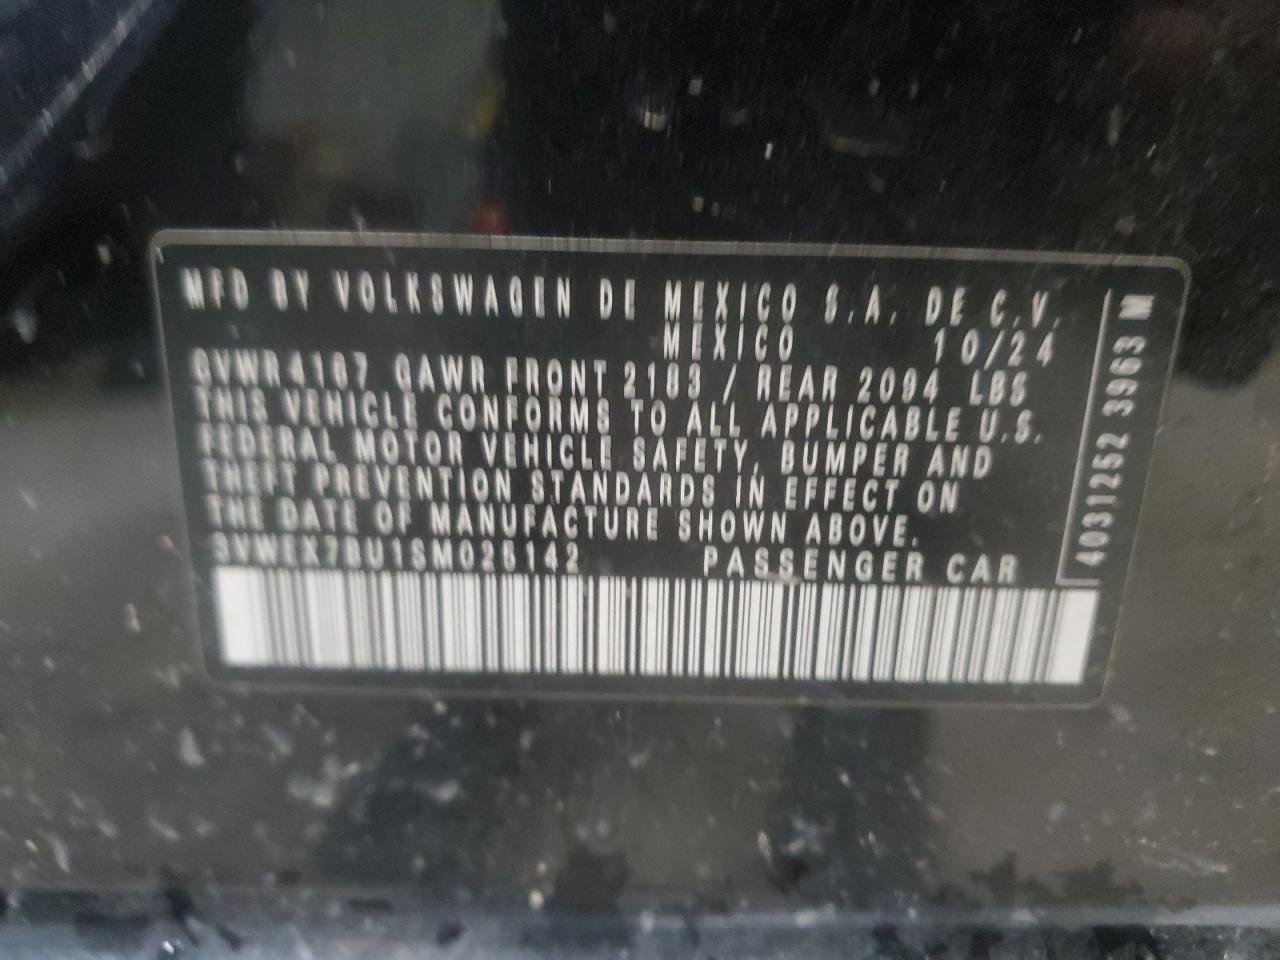 MFD BY VOLKSWAGEN DE MEXICO S.A. DE C.V.
MEXICO 10/24
GVWR 4167 GAWR FRONT 2183 / REAR 2094 LBS
THIS VEHICLE CONFORMS TO ALL APPLICABLE U.S.
FEDERAL MOTOR VEHICLE SAFETY, BUMPER AND
THEFT PREVENTION STANDARDS IN EFFECT ON
THE DATE OF MANUFACTURE SHOWN ABOVE.
3VWEX7BU1SM025142 PASSENGER CAR
4031252 3963 M